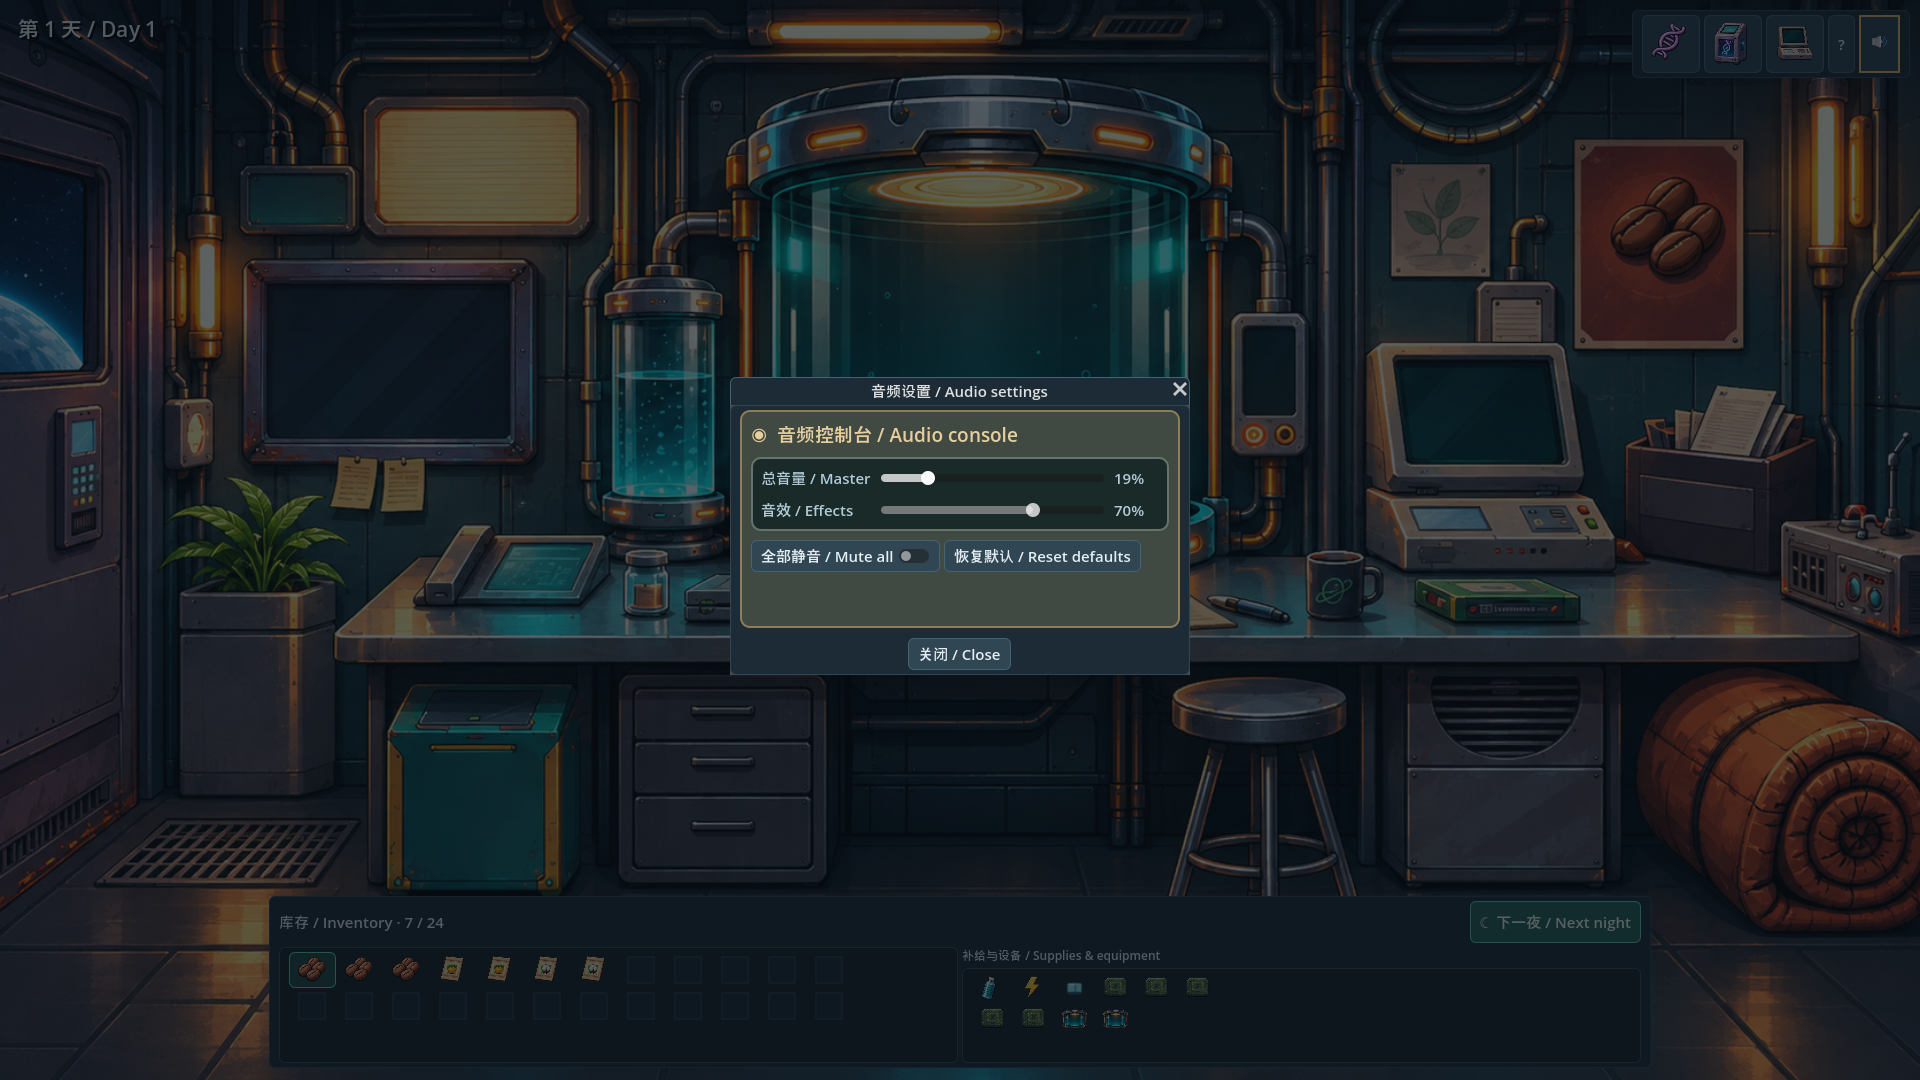 第 1 天 / Day 1
?
音频设置 / Audio settings
音频控制台 / Audio console
总音量 / Master 19%
音效 / Effects 70%
全部静音 / Mute all
恢复默认 / Reset defaults
关闭 / Close
库存 / Inventory · 7 / 24
下一夜 / Next night
补给与设备 / Supplies & equipment